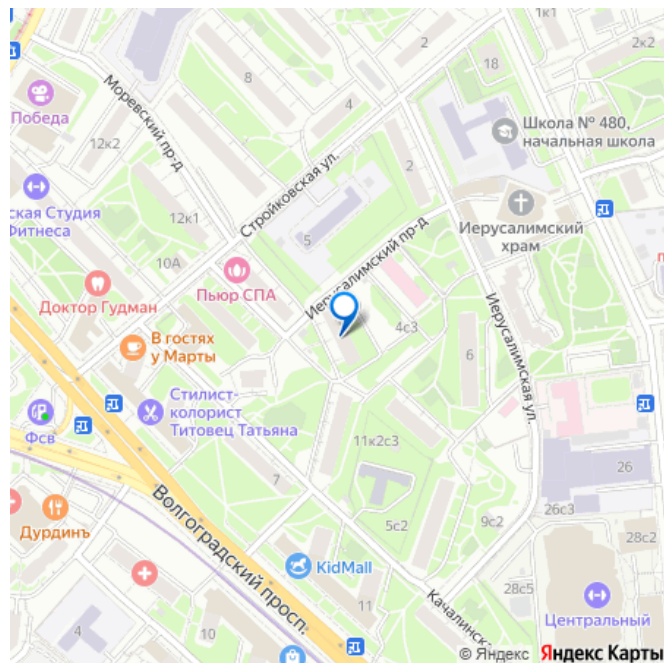 2
2к2
18
8
4
Победа
Моревский пр-д
12к2
Школа № 480,
начальная школа
2
Стройковская ул.
ская Студия
Фитнеса
12к1
5
Иерусалимский
храм
Иерусалимский пр-д
10А
Пьюр СПА
Доктор Гудман
Иерусалимская ул.
В гостях
у Марты
4с3
6
Стилист-
колорист
Титовец Татьяна
Фсв
11к2с3
7
26
Волгоградский просп.
26с3
9с2
5с2
Дурдинъ
28с2
KidMall
28с5
11
Центральный
Качалинск
4
10
© Яндекс Яндекс Карты